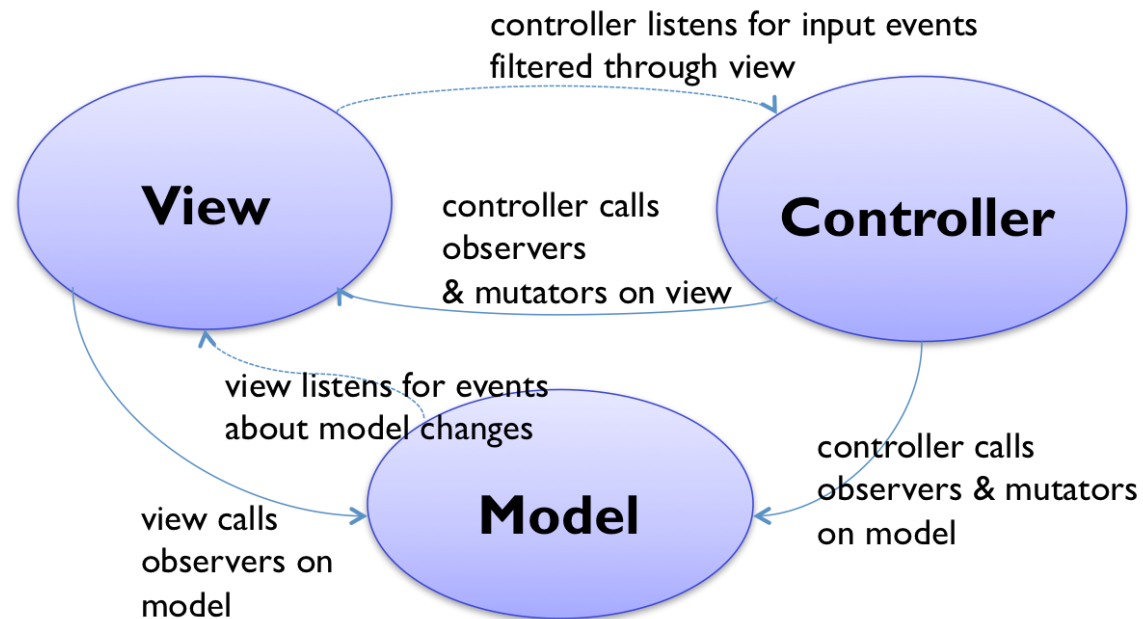 controller listens for input events
filtered through view
View
Controller
controller calls
observers
& mutators on view
view listens for events
about model changes
controller calls
observers & mutators
on model
Model
view calls
observers on
model